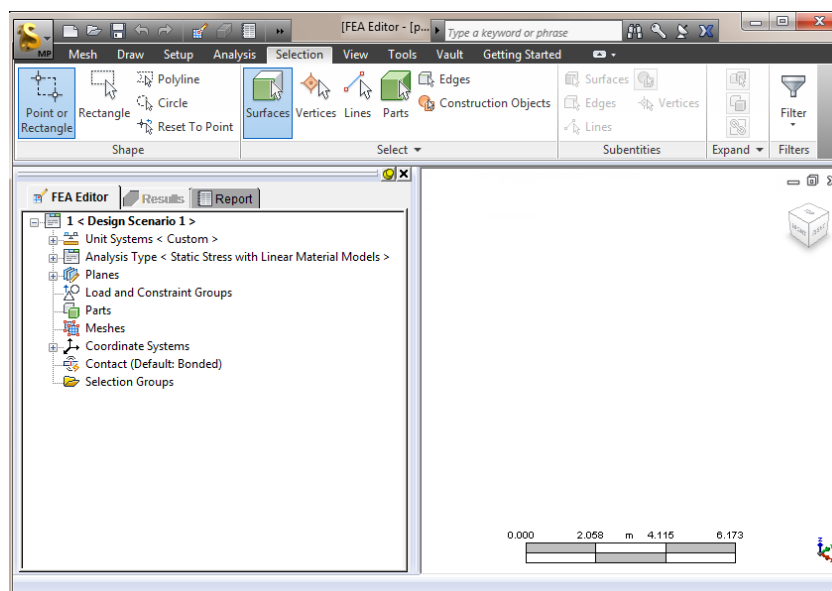 [FEA Editor - [p...
Type a keyword or phrase
MP
Mesh Draw Setup Analysis Selection View Tools Vault Getting Started
Point or Rectangle
Rectangle
Polyline
Circle
Reset To Point
Surfaces Vertices Lines Parts
Edges
Construction Objects
Surfaces
Edges Vertices
Lines
Filter
Shape Select Subentities Expand Filters
FEA Editor Results Report
1 < Design Scenario 1 >
Unit Systems < Custom >
Analysis Type < Static Stress with Linear Material Models >
Planes
Load and Constraint Groups
Parts
Meshes
Coordinate Systems
Contact (Default: Bonded)
Selection Groups
0.000 2.058 m 4.115 6.173